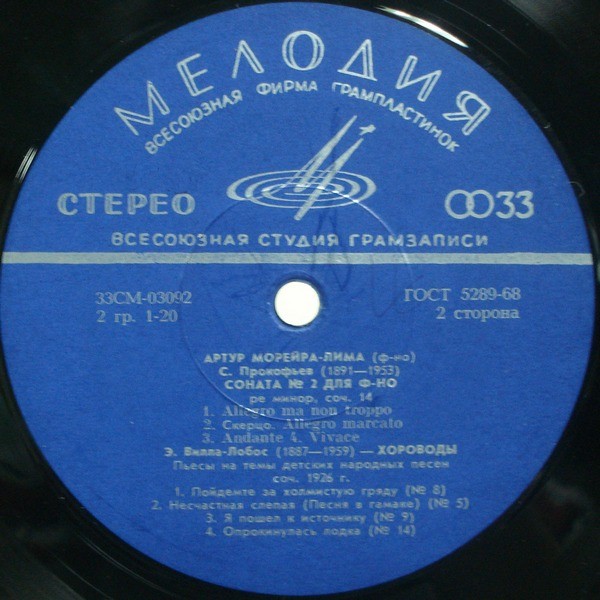 МЕЛОДИЯ
ВСЕСОЮЗНАЯ ФИРМА ГРАМПЛАСТИНОК
СТЕРЕО
33
ВСЕСОЮЗНАЯ СТУДИЯ ГРАМЗАПИСИ
33СМ-03092
ГОСТ 5289-68
2 гр. 1-20
2 сторона
АРТУР МОРЕЙРА-ЛИМА (ф-но)
С. Прокофьев (1891—1953)
СОНАТА № 2 ДЛЯ Ф-НО
ре минор, соч. 14
1. Allegro ma non troppo
2. Скерцо. Allegro marcato
3. Andante 4. Vivace
Э. Вилла-Лобос (1887—1959) — ХОРОВОДЫ
Пьесы на темы детских народных песен
соч. 1926 г.
1. Пойдемте за холмистую гряду (№ 8)
2. Несчастная слепая (Песня в гамаке) (№ 5)
3. Я пошел к источнику (№ 9)
4. Опрокинулась лодка (№ 14)